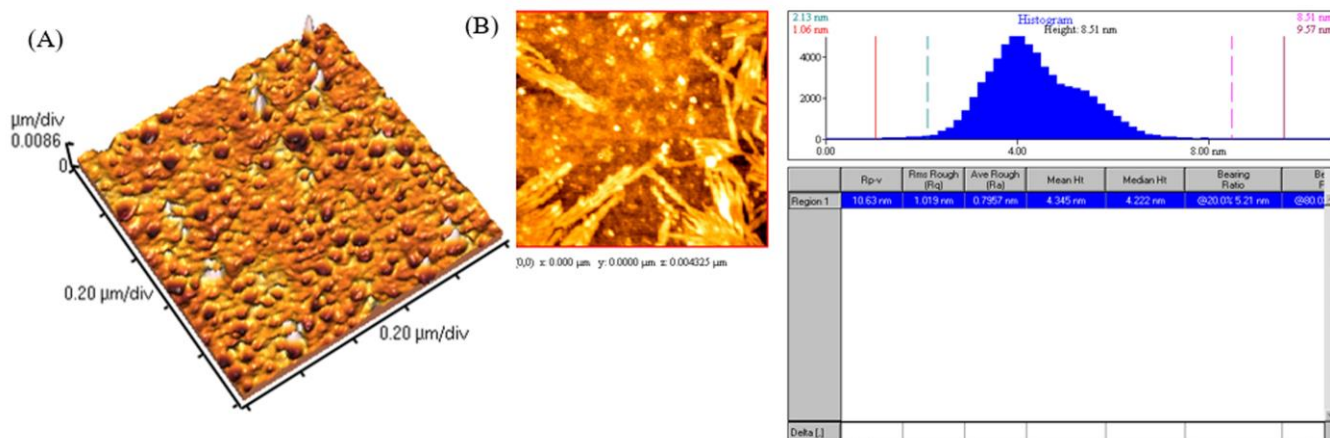 (A)
µm/div
0.0086
0
0.20 µm/div
0.20 µm/div
(B)
(0,0) x: 0.000 µm y: 0.0000 µm z: 0.004325 µm
2.13 nm
1.06 nm
Histogram
Height: 8.51 nm
8.51 nm
9.57 nm
4000
2000
0
0.00
4.00
8.00 nm
Rp-v Rms Rough (Rq) Ave Rough (Ra) Mean Ht Median Ht Bearing Ratio
Region 1 10.63 nm 1.019 nm 0.7957 nm 4.345 nm 4.222 nm @20.0% 5.21 nm @80.0
Delta [.]